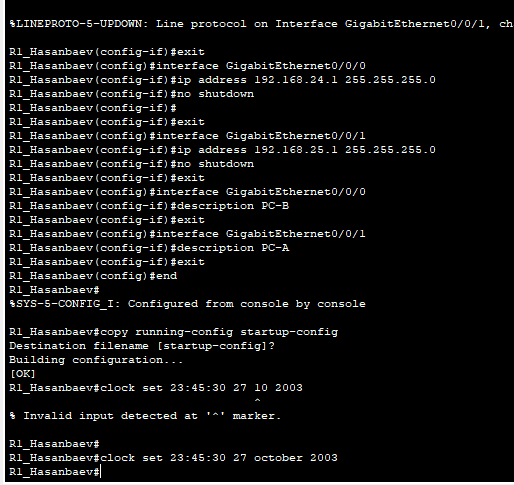 %LINEPROTO-5-UPDOWN: Line protocol on Interface GigabitEthernet0/0/1, ch
R1_Hasanbaev(config-if)#exit
R1_Hasanbaev(config)#interface GigabitEthernet0/0/0
R1_Hasanbaev(config-if)#ip address 192.168.24.1 255.255.255.0
R1_Hasanbaev(config-if)#no shutdown
R1_Hasanbaev(config-if)#
R1_Hasanbaev(config-if)#exit
R1_Hasanbaev(config)#interface GigabitEthernet0/0/1
R1_Hasanbaev(config-if)#ip address 192.168.25.1 255.255.255.0
R1_Hasanbaev(config-if)#no shutdown
R1_Hasanbaev(config-if)#exit
R1_Hasanbaev(config)#interface GigabitEthernet0/0/0
R1_Hasanbaev(config-if)#description PC-B
R1_Hasanbaev(config-if)#exit
R1_Hasanbaev(config)#interface GigabitEthernet0/0/1
R1_Hasanbaev(config-if)#description PC-A
R1_Hasanbaev(config-if)#exit
R1_Hasanbaev(config)#end
R1_Hasanbaev#
%SYS-5-CONFIG_I: Configured from console by console
R1_Hasanbaev#copy running-config startup-config
Destination filename [startup-config]?
Building configuration...
[OK]
R1_Hasanbaev#clock set 23:45:30 27 10 2003
^
% Invalid input detected at '^' marker.
R1_Hasanbaev#
R1_Hasanbaev#clock set 23:45:30 27 october 2003
R1_Hasanbaev#